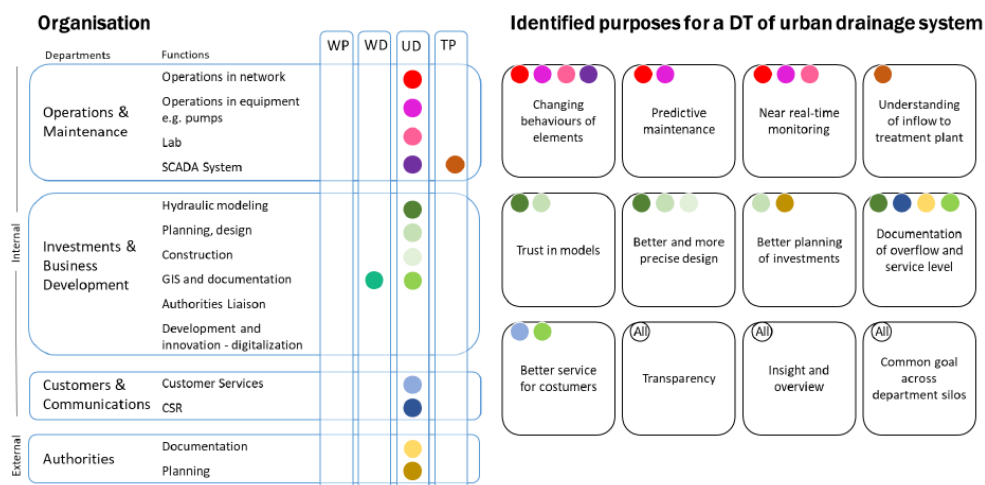 Organisation
Identified purposes for a DT of urban drainage system
WP
WD
UD
TP
Departments
Functions
Internal
External
Operations &
Maintenance
Operations in network
Operations in equipment
e.g. pumps
Lab
SCADA System
Investments &
Business
Development
Hydraulic modeling
Planning, design
Construction
GIS and documentation
Authorities Liaison
Development and
innovation - digitalization
Customers &
Communications
Customer Services
CSR
Authorities
Documentation
Planning
Changing
behaviours of
elements
Predictive
maintenance
Near real-time
monitoring
Understanding
of inflow to
treatment plant
Trust in models
Better and more
precise design
Better planning
of investments
Documentation
of overflow and
service level
Better service
for costumers
All
Transparency
All
Insight and
overview
All
Common goal
across
department silos